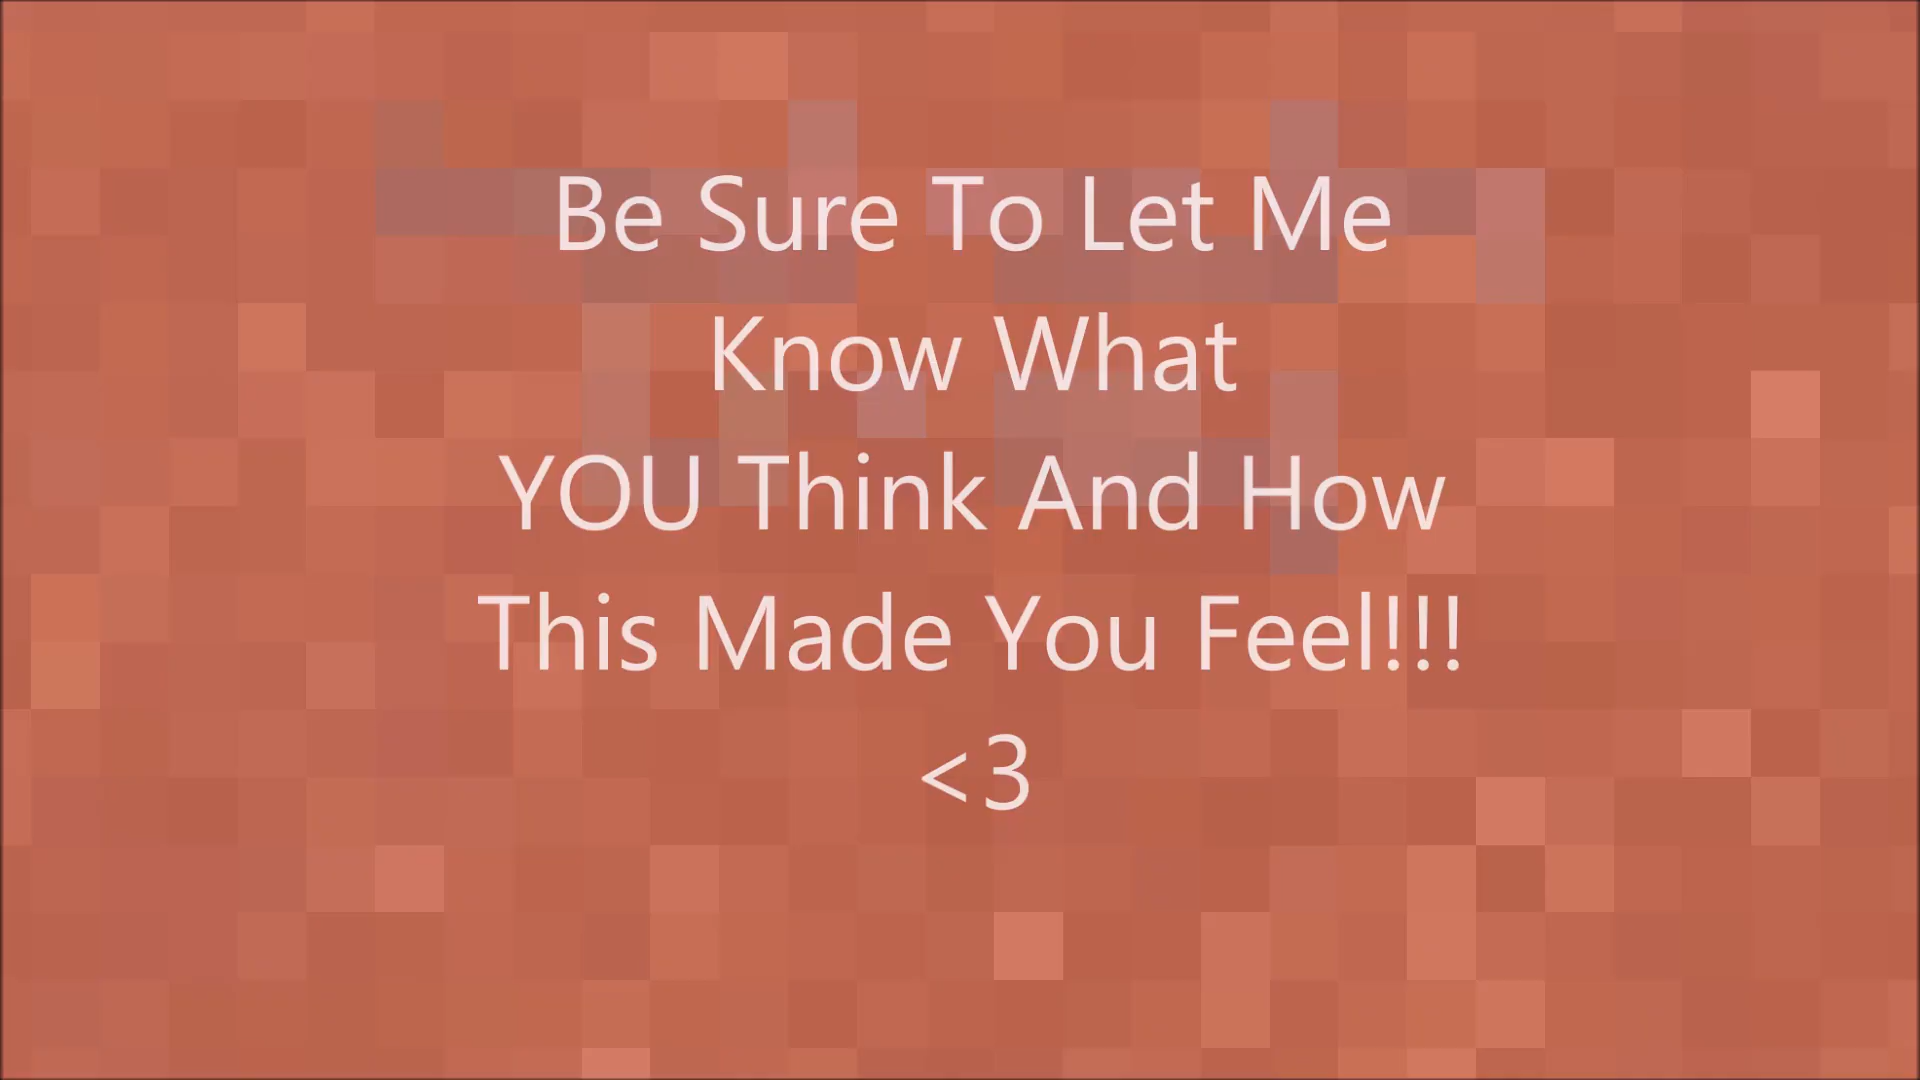 Be Sure To Let Me
Know What
YOU Think And How
This Made You Feel!!!
<3